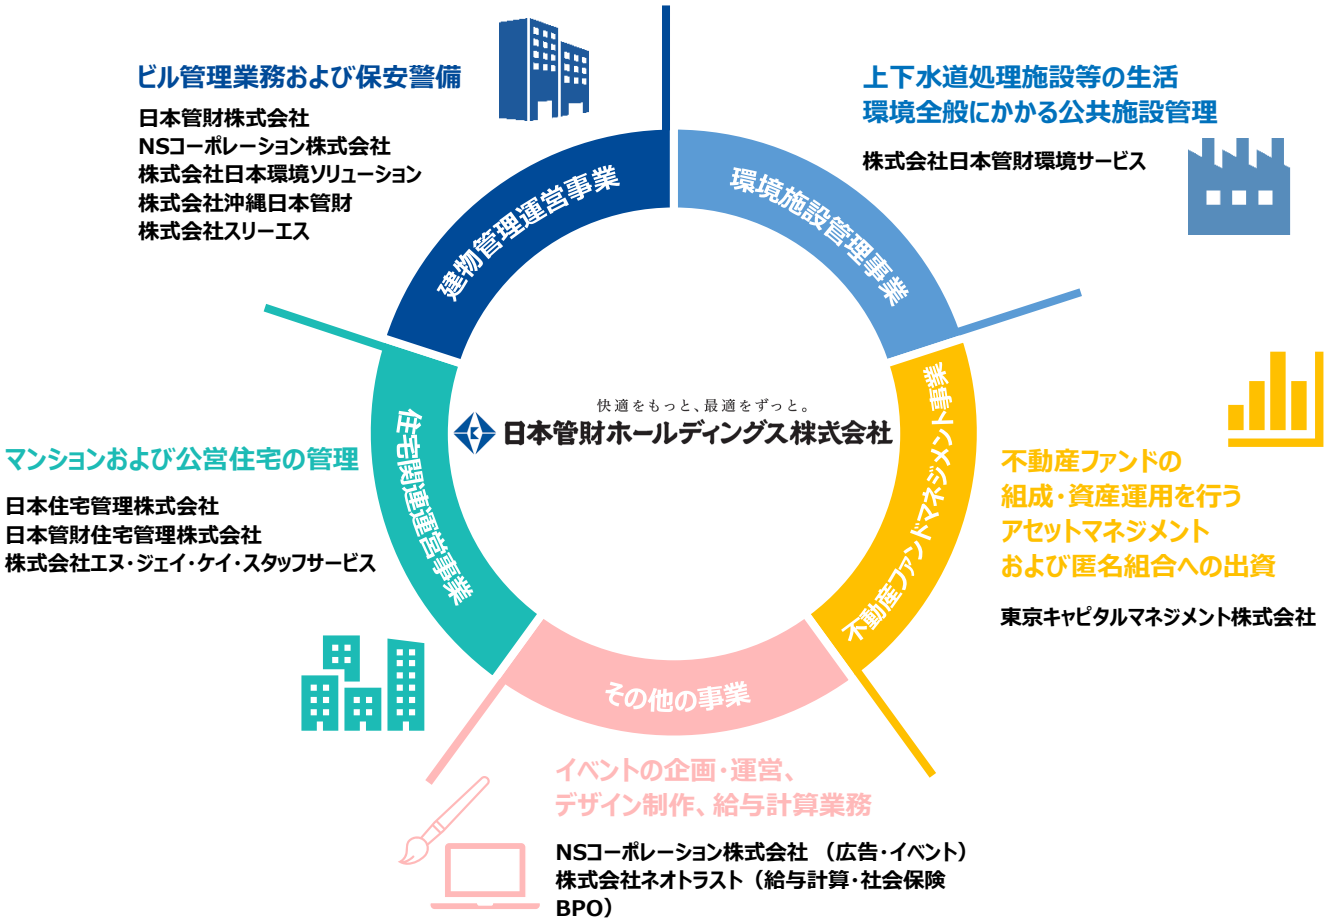 ビル管理業務および保安警備
日本管財株式会社
NSコーポレーション株式会社
株式会社日本環境ソリューション
株式会社沖縄日本管財
株式会社スリーエス
建物管理運営事業
上下水道処理施設等の生活
環境全般にかかる公共施設管理
株式会社日本管財環境サービス
環境施設管理事業
快適をもっと、最適をずっと。
日本管財ホールディングス株式会社
マンションおよび公営住宅の管理
日本住宅管理株式会社
日本管財住宅管理株式会社
株式会社エヌ・ジェイ・ケイ・スタッフサービス
住宅関連運営事業
不動産ファンドマネジメント事業
不動産ファンドの
組成・資産運用を行う
アセットマネジメント
および匿名組合への出資
東京キャピタルマネジメント株式会社
その他の事業
イベントの企画・運営、
デザイン制作、給与計算業務
NSコーポレーション株式会社 （広告・イベント）
株式会社ネオトラスト（給与計算・社会保険
BPO）